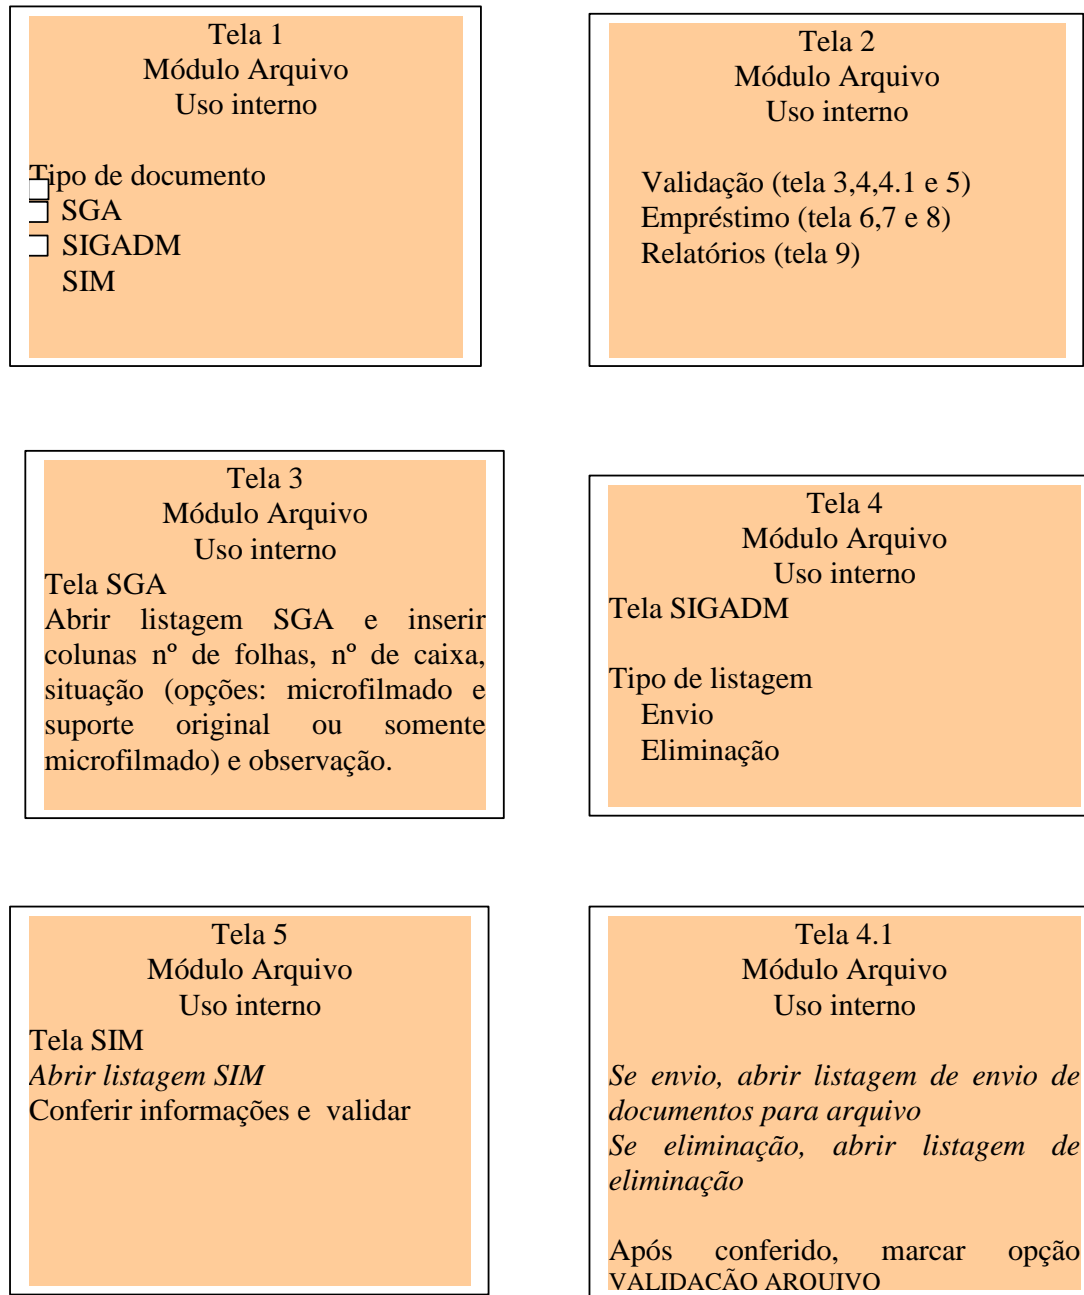 Tela 1
Módulo Arquivo
Uso interno
Tipo de documento
SGA
SIGADM
SIM
Tela 2
Módulo Arquivo
Uso interno
Validação (tela 3,4,4.1 e 5)
Empréstimo (tela 6,7 e 8)
Relatórios (tela 9)
Tela 3
Módulo Arquivo
Uso interno
Tela SGA
Abrir listagem SGA e inserir
colunas nº de folhas, nº de caixa,
situação (opções: microfilmado e
suporte original ou somente
microfilmado) e observação.
Tela 4
Módulo Arquivo
Uso interno
Tela SIGADM
Tipo de listagem
Envio
Eliminação
Tela 5
Módulo Arquivo
Uso interno
Tela SIM
Abrir listagem SIM
Conferir informações e validar
Tela 4.1
Módulo Arquivo
Uso interno
Se envio, abrir listagem de envio de
documentos para arquivo
Se eliminação, abrir listagem de
eliminação
Após conferido, marcar opção
VALIDAÇÃO ARQUIVO